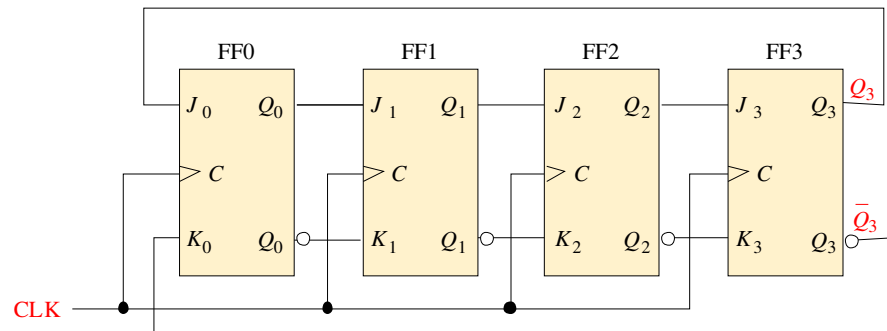 FF0 FF1 FF2 FF3
J0 Q0 J1 Q1 J2 Q2 J3 Q3 Q3
C C C C
K0 Q0 K1 Q1 K2 Q2 K3 Q3 Q̅3
CLK